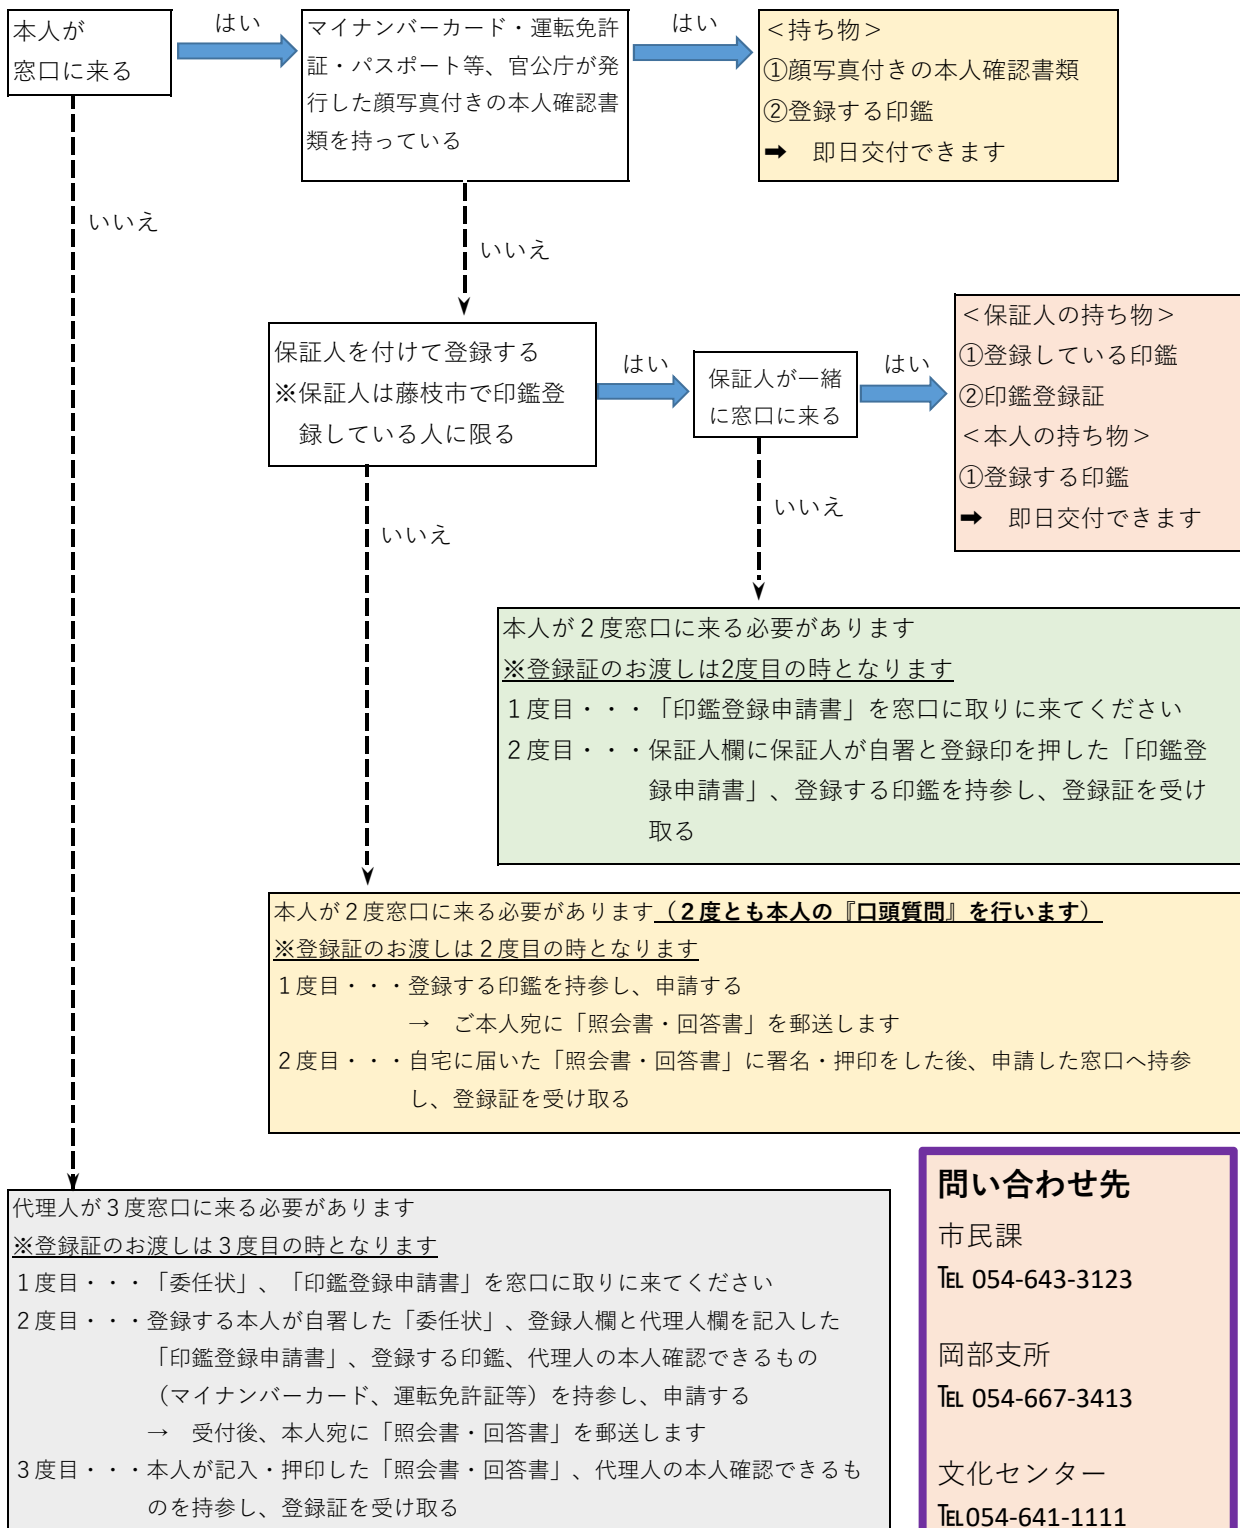 本人が
窓口に来る
はい
マイナンバーカード・運転免許
証・パスポート等、官公庁が発
行した顔写真付きの本人確認書
類を持っている
はい
＜持ち物＞
①顔写真付きの本人確認書類
②登録する印鑑
➡　即日交付できます
いいえ
いいえ
保証人を付けて登録する
※保証人は藤枝市で印鑑登
録している人に限る
はい
保証人が一緒
に窓口に来る
はい
＜保証人の持ち物＞
①登録している印鑑
②印鑑登録証
＜本人の持ち物＞
①登録する印鑑
➡　即日交付できます
いいえ
いいえ
本人が２度窓口に来る必要があります
※登録証のお渡しは2度目の時となります
１度目・・・「印鑑登録申請書」を窓口に取りに来てください
２度目・・・保証人欄に保証人が自署と登録印を押した「印鑑登
録申請書」、登録する印鑑を持参し、登録証を受け
取る
本人が２度窓口に来る必要があります（２度とも本人の『口頭質問』を行います）
※登録証のお渡しは２度目の時となります
１度目・・・登録する印鑑を持参し、申請する
→　ご本人宛に「照会書・回答書」を郵送します
２度目・・・自宅に届いた「照会書・回答書」に署名・押印をした後、申請した窓口へ持参
し、登録証を受け取る
代理人が３度窓口に来る必要があります
※登録証のお渡しは３度目の時となります
１度目・・・「委任状」、「印鑑登録申請書」を窓口に取りに来てください
２度目・・・登録する本人が自署した「委任状」、登録人欄と代理人欄を記入した
「印鑑登録申請書」、登録する印鑑、代理人の本人確認できるもの
（マイナンバーカード、運転免許証等）を持参し、申請する
→　受付後、本人宛に「照会書・回答書」を郵送します
３度目・・・本人が記入・押印した「照会書・回答書」、代理人の本人確認できるも
のを持参し、登録証を受け取る
問い合わせ先
市民課
℡ 054-643-3123
岡部支所
℡ 054-667-3413
文化センター
℡054-641-1111